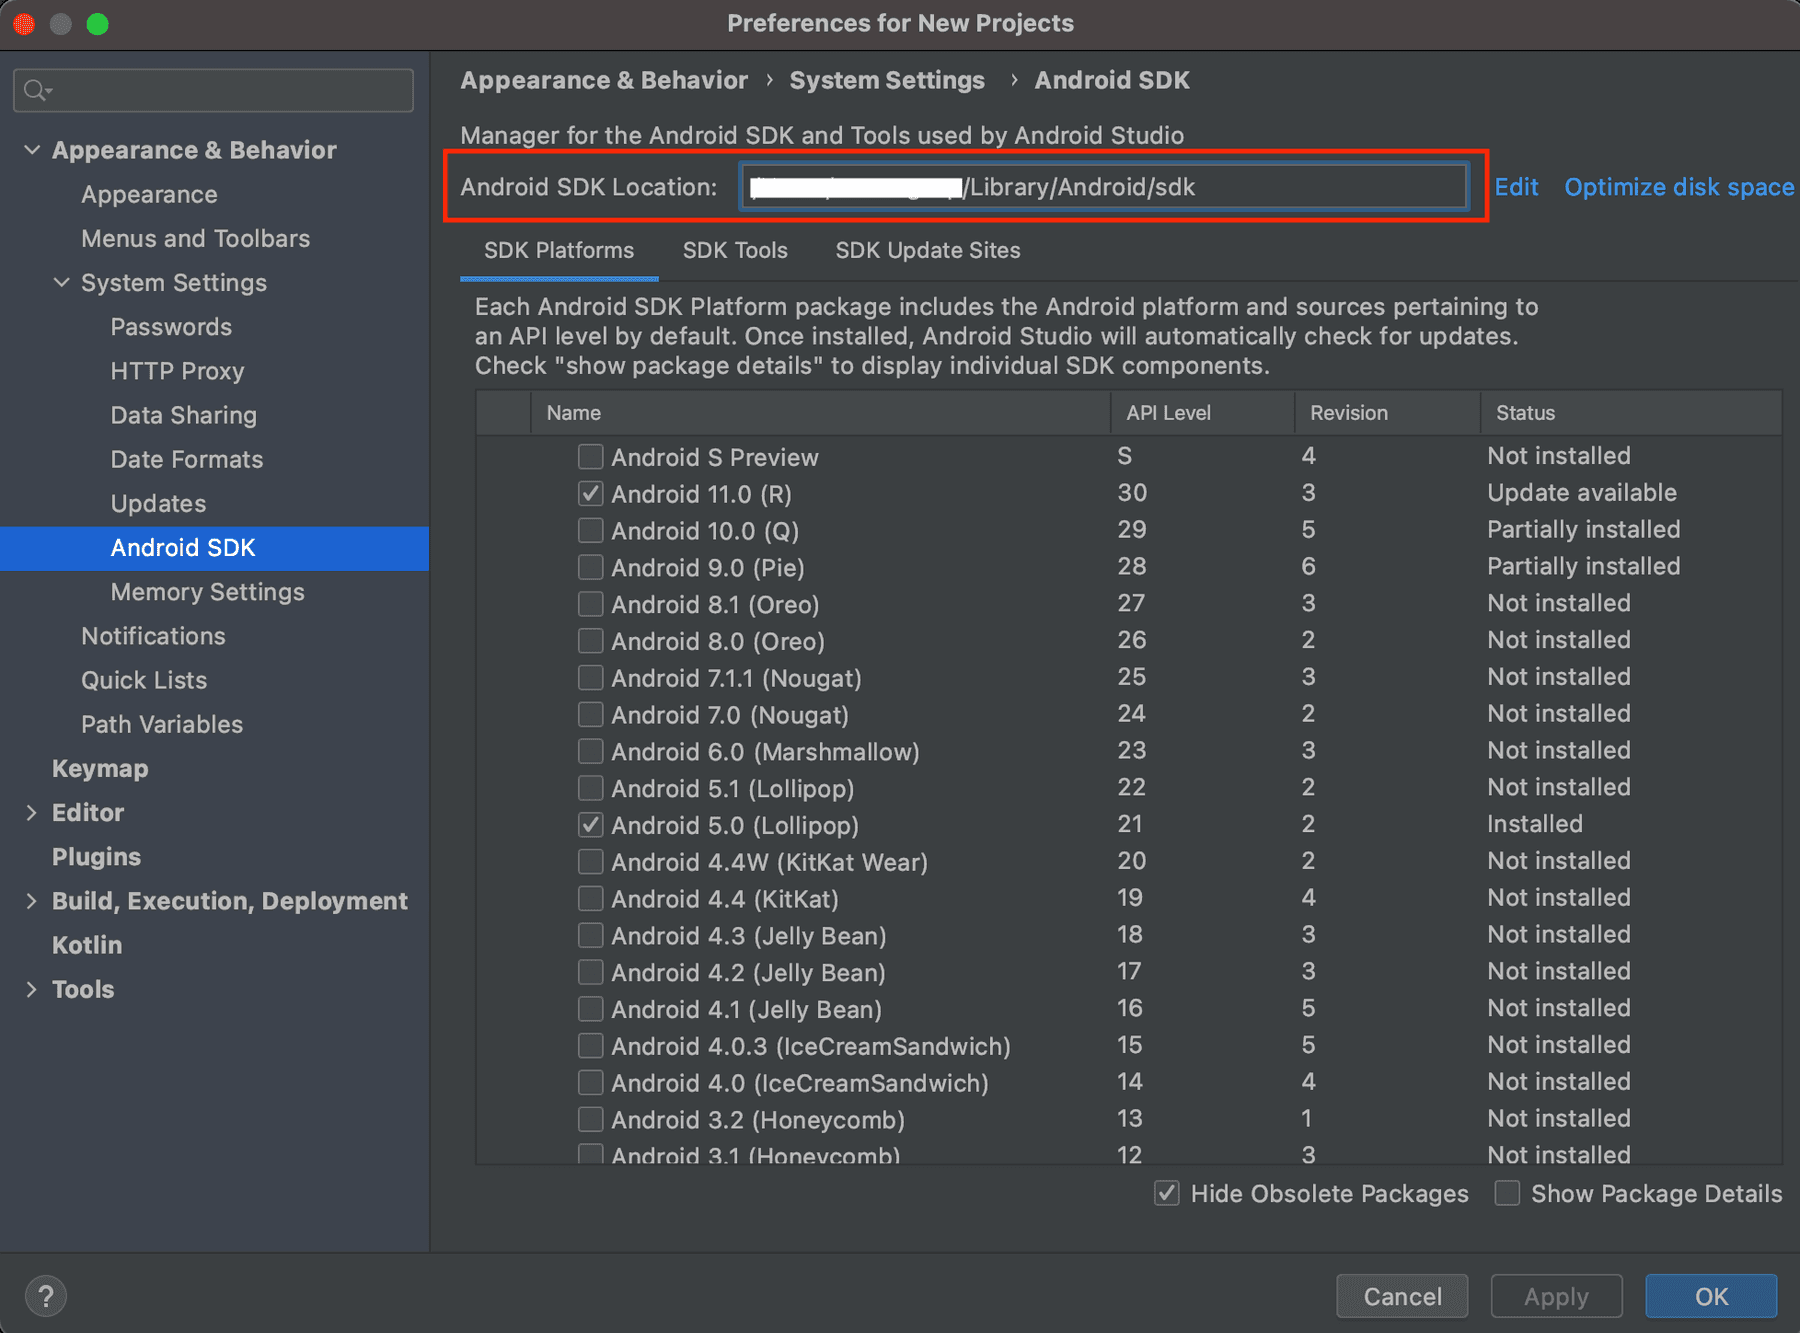 Preferences for New Projects
Appearance & Behavior
Appearance
Menus and Toolbars
System Settings
Passwords
HTTP Proxy
Data Sharing
Date Formats
Updates
Android SDK
Memory Settings
Notifications
Quick Lists
Path Variables
Keymap
Editor
Plugins
Build, Execution, Deployment
Kotlin
Tools
Appearance & Behavior › System Settings › Android SDK
Manager for the Android SDK and Tools used by Android Studio
Android SDK Location: /Library/Android/sdk Edit Optimize disk space
SDK Platforms SDK Tools SDK Update Sites
Each Android SDK Platform package includes the Android platform and sources pertaining to
an API level by default. Once installed, Android Studio will automatically check for updates.
Check "show package details" to display individual SDK components.
Name API Level Revision Status
Android S Preview S 4 Not installed
Android 11.0 (R) 30 3 Update available
Android 10.0 (Q) 29 5 Partially installed
Android 9.0 (Pie) 28 6 Partially installed
Android 8.1 (Oreo) 27 3 Not installed
Android 8.0 (Oreo) 26 2 Not installed
Android 7.1.1 (Nougat) 25 3 Not installed
Android 7.0 (Nougat) 24 2 Not installed
Android 6.0 (Marshmallow) 23 3 Not installed
Android 5.1 (Lollipop) 22 2 Not installed
Android 5.0 (Lollipop) 21 2 Installed
Android 4.4W (KitKat Wear) 20 2 Not installed
Android 4.4 (KitKat) 19 4 Not installed
Android 4.3 (Jelly Bean) 18 3 Not installed
Android 4.2 (Jelly Bean) 17 3 Not installed
Android 4.1 (Jelly Bean) 16 5 Not installed
Android 4.0.3 (IceCreamSandwich) 15 5 Not installed
Android 4.0 (IceCreamSandwich) 14 4 Not installed
Android 3.2 (Honeycomb) 13 1 Not installed
Android 3.1 (Honeycomb) 12 3 Not installed
Hide Obsolete Packages Show Package Details
? Cancel Apply OK